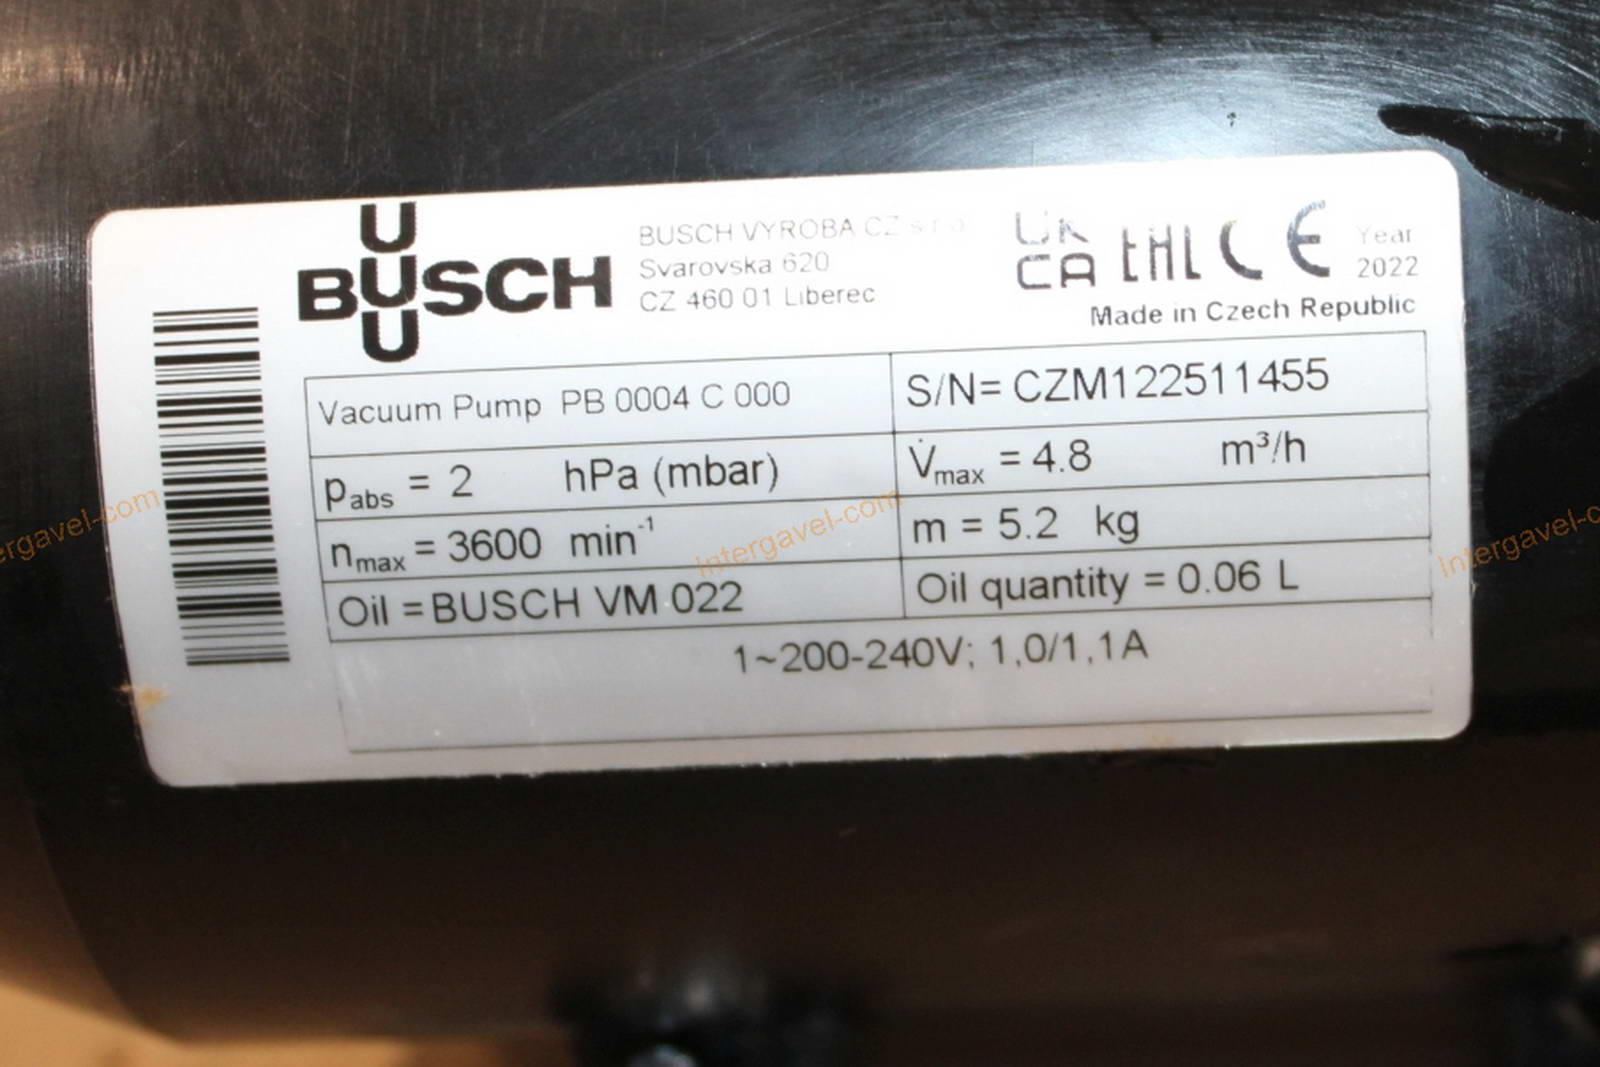 BUSCH
U
U
BUSCH VYROBA CZ s.r.o.
Svarovska 620
CZ 460 01 Liberec
UK
CA EAC CE
Year
2022
Made in Czech Republic
Vacuum Pump PB 0004 C 000
S/N= CZM122511455
pabs = 2 hPa (mbar)
V̇max = 4.8 m³/h
nmax = 3600 min⁻¹
m = 5.2 kg
Oil = BUSCH VM 022
Oil quantity = 0.06 L
1~200-240V; 1,0/1,1A
Intergavel-com
Intergavel-com
Intergavel-c